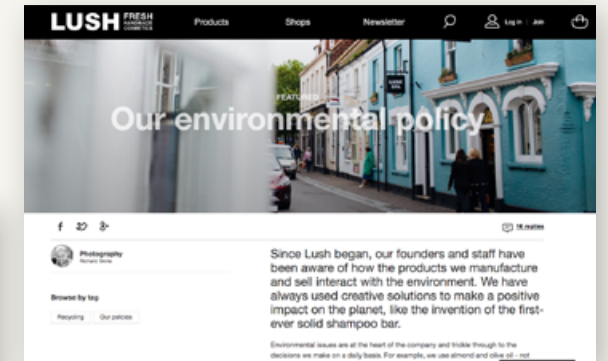 LUSH FRESH HANDMADE COSMETICS Products Shops Newsletter Log in | Join
FEATURED
Our environmental policy
16 replies
Photography
Browse by tag
Recycling Our policies
Since Lush began, our founders and staff have
been aware of how the products we manufacture
and sell interact with the environment. We have
always used creative solutions to make a positive
impact on the planet, like the invention of the first-
ever solid shampoo bar.
Environmental issues are at the heart of the company and trickle through to the
decisions we make on a daily basis. For example, we use almond and olive oil - not